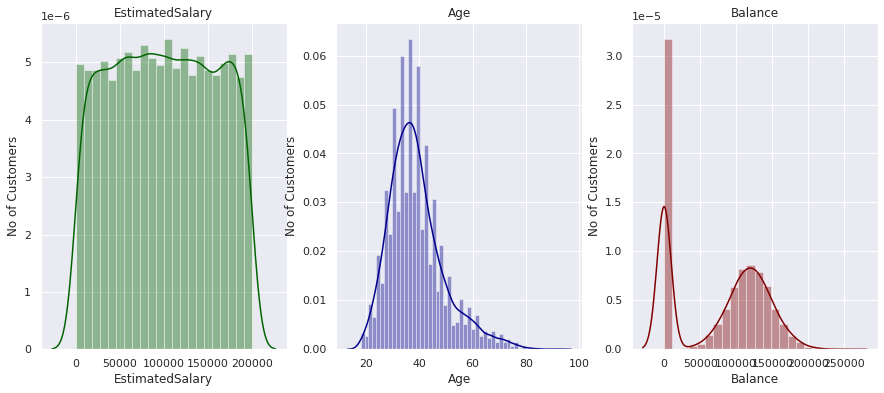 EstimatedSalary
1e−6
No of Customers
5
4
3
2
1
0
0 50000 100000 150000 200000
EstimatedSalary
Age
No of Customers
0.06
0.05
0.04
0.03
0.02
0.01
0.00
20 40 60 80 100
Age
Balance
1e−5
No of Customers
3.0
2.5
2.0
1.5
1.0
0.5
0.0
0 50000 100000 150000 200000 250000
Balance